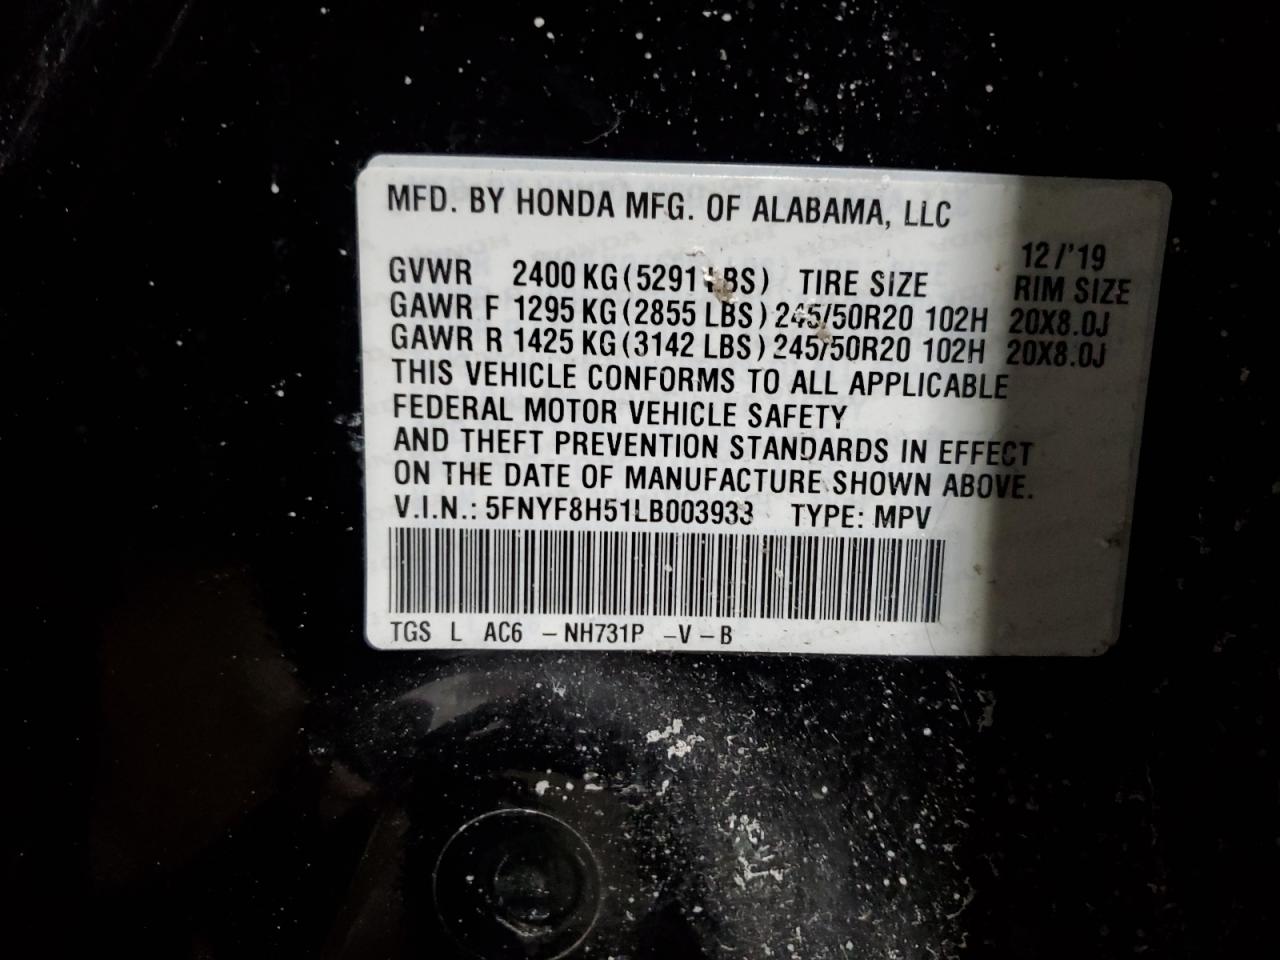 MFD. BY HONDA MFG. OF ALABAMA, LLC
12/'19
GVWR 2400 KG (5291 LBS) TIRE SIZE RIM SIZE
GAWR F 1295 KG (2855 LBS) 245/50R20 102H 20X8.0J
GAWR R 1425 KG (3142 LBS) 245/50R20 102H 20X8.0J
THIS VEHICLE CONFORMS TO ALL APPLICABLE
FEDERAL MOTOR VEHICLE SAFETY
AND THEFT PREVENTION STANDARDS IN EFFECT
ON THE DATE OF MANUFACTURE SHOWN ABOVE.
V.I.N.: 5FNYF8H51LB003933 TYPE: MPV
TGS L AC6 - NH731P -V - B